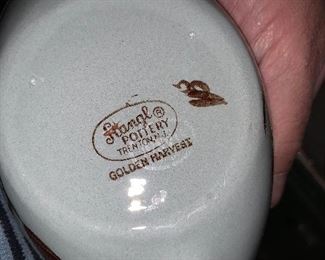 Stangl ®
POTTERY
TRENTON, N.J.
GOLDEN HARVEST